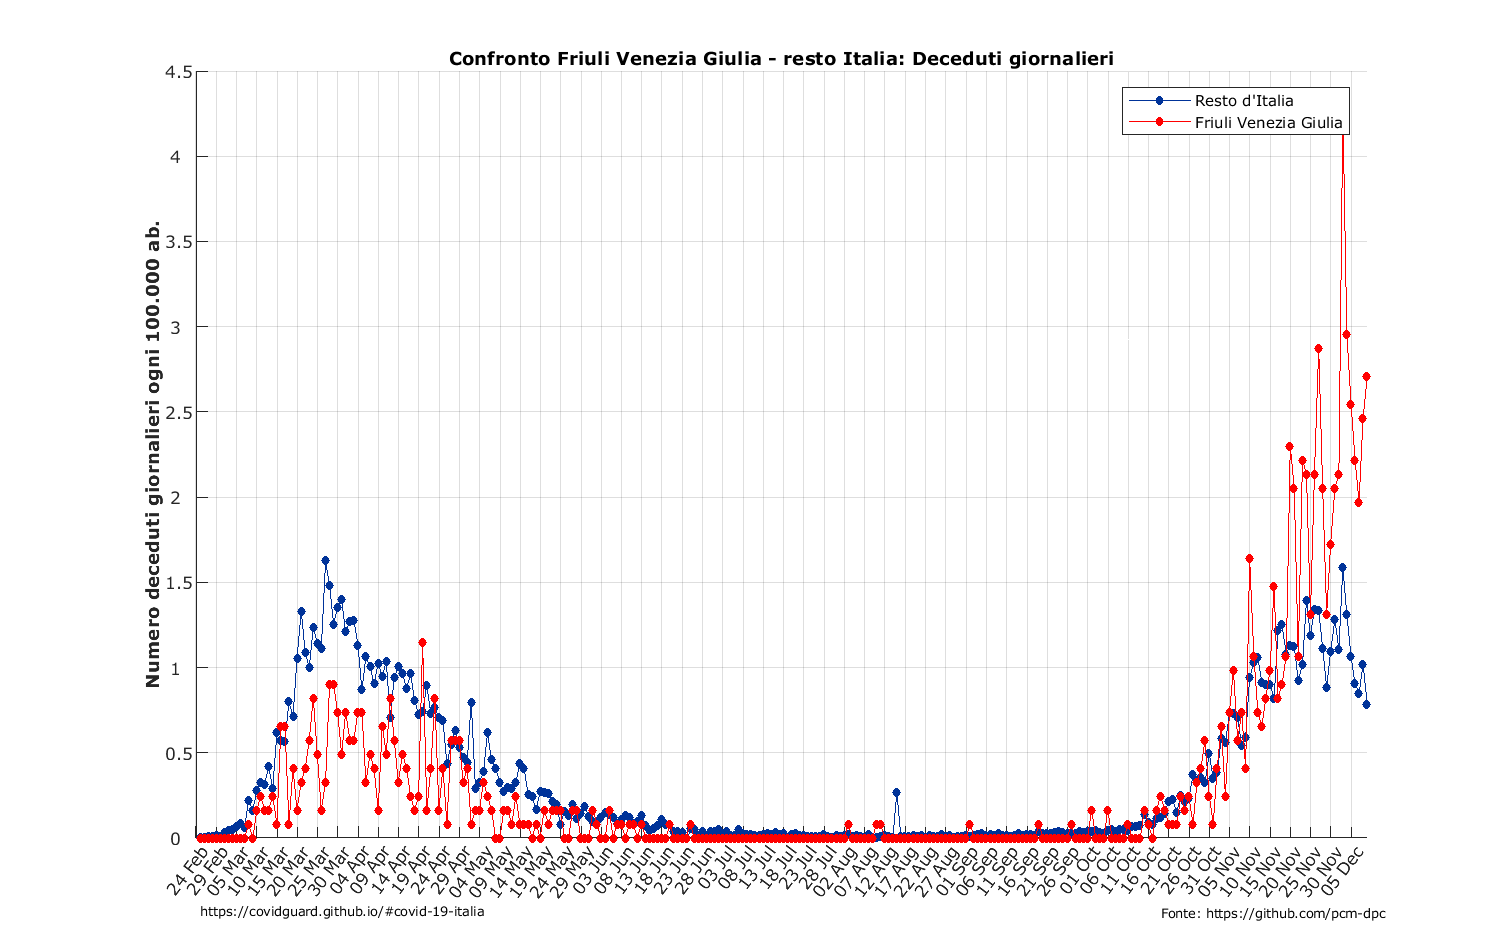 Confronto Friuli Venezia Giulia - resto Italia: Deceduti giornalieri
Numero deceduti giornalieri ogni 100.000 ab.
4.5
4
3.5
3
2.5
2
1.5
1
0.5
0
Resto d'Italia
Friuli Venezia Giulia
24 Feb
29 Feb
05 Mar
10 Mar
15 Mar
20 Mar
25 Mar
30 Mar
04 Apr
09 Apr
14 Apr
19 Apr
24 Apr
29 Apr
04 May
09 May
14 May
19 May
24 May
29 May
03 Jun
08 Jun
13 Jun
18 Jun
23 Jun
28 Jun
03 Jul
08 Jul
13 Jul
18 Jul
23 Jul
28 Jul
02 Aug
07 Aug
12 Aug
17 Aug
22 Aug
27 Aug
01 Sep
06 Sep
11 Sep
16 Sep
21 Sep
26 Sep
01 Oct
06 Oct
11 Oct
16 Oct
21 Oct
26 Oct
31 Oct
05 Nov
10 Nov
15 Nov
20 Nov
25 Nov
30 Nov
05 Dec
https://covidguard.github.io/#covid-19-italia
Fonte: https://github.com/pcm-dpc